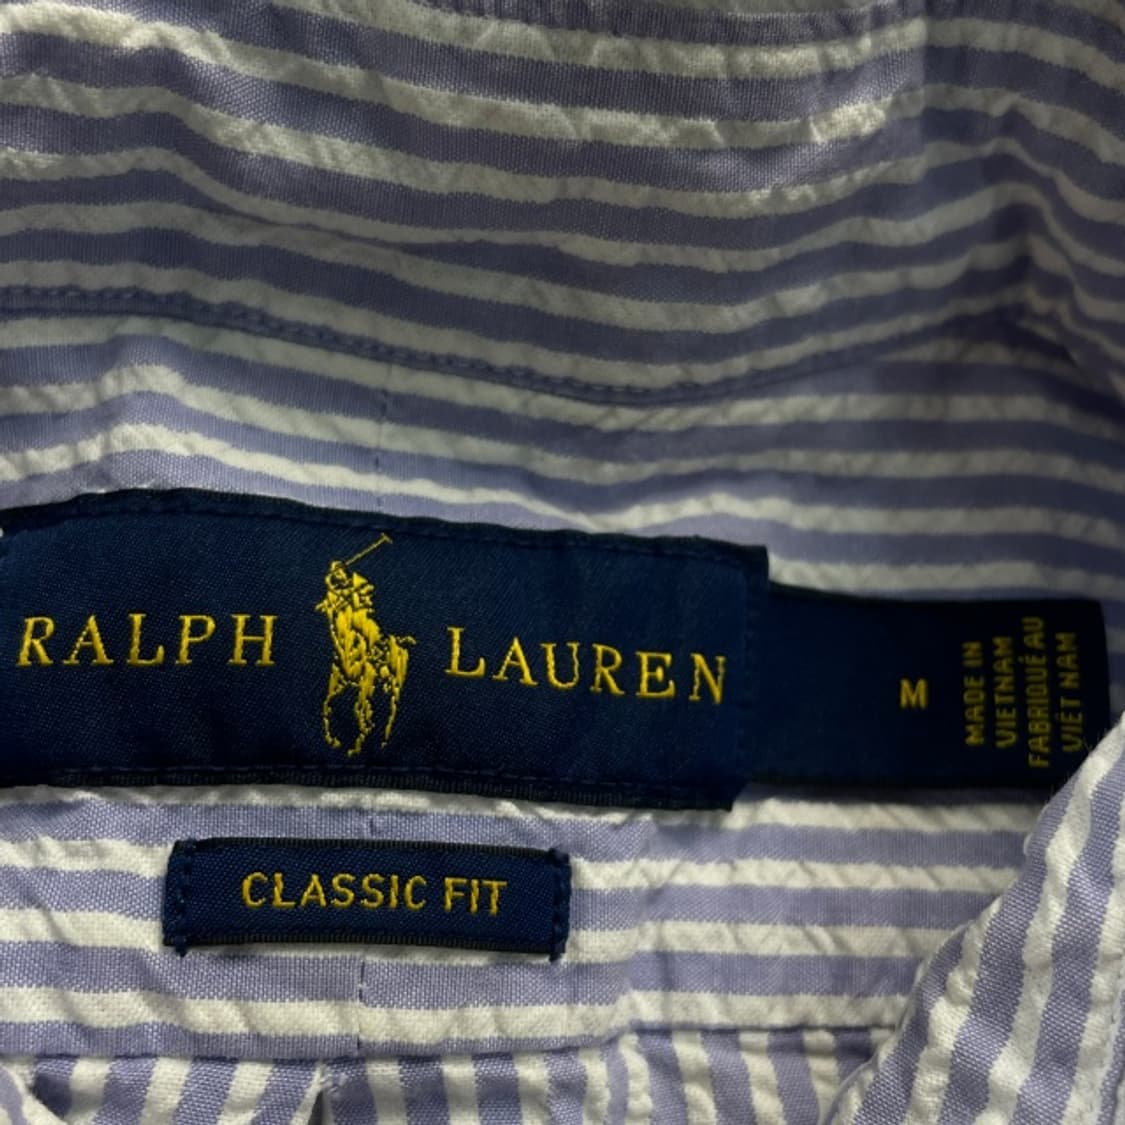 RALPH LAUREN
M
MADE IN
VIETNAM
FABRIQUÉ AU
VIÊT NAM
CLASSIC FIT